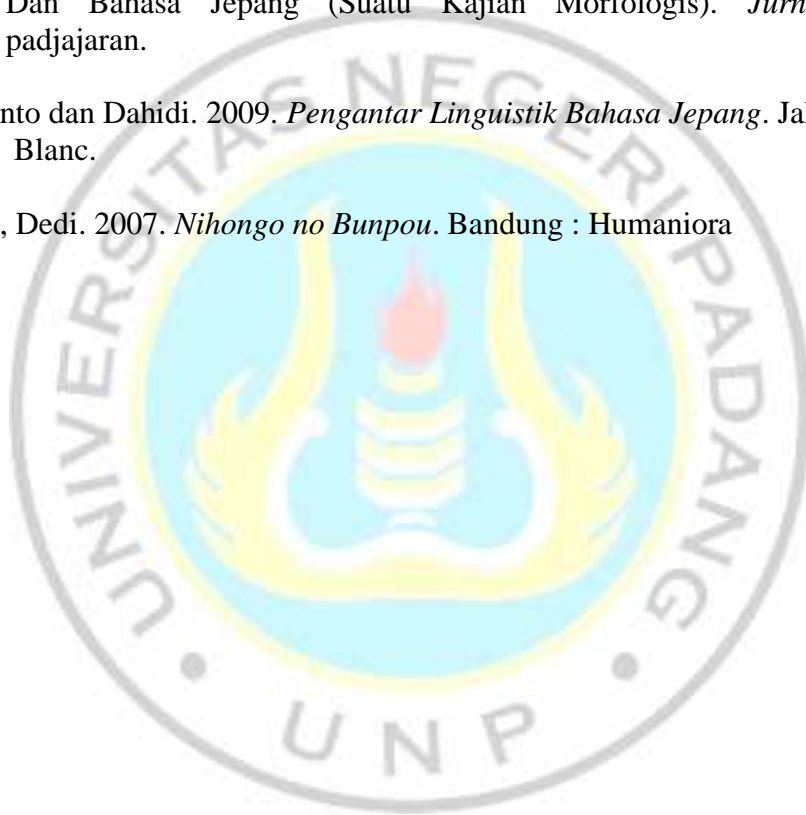 Dan Bahasa Jepang (Suatu Kajian Morfologis). Jurn
padjajaran.
nto dan Dahidi. 2009. Pengantar Linguistik Bahasa Jepang. Jal
Blanc.
, Dedi. 2007. Nihongo no Bunpou. Bandung : Humaniora
UNIVERSITAS NEGERI PADANG
UNP